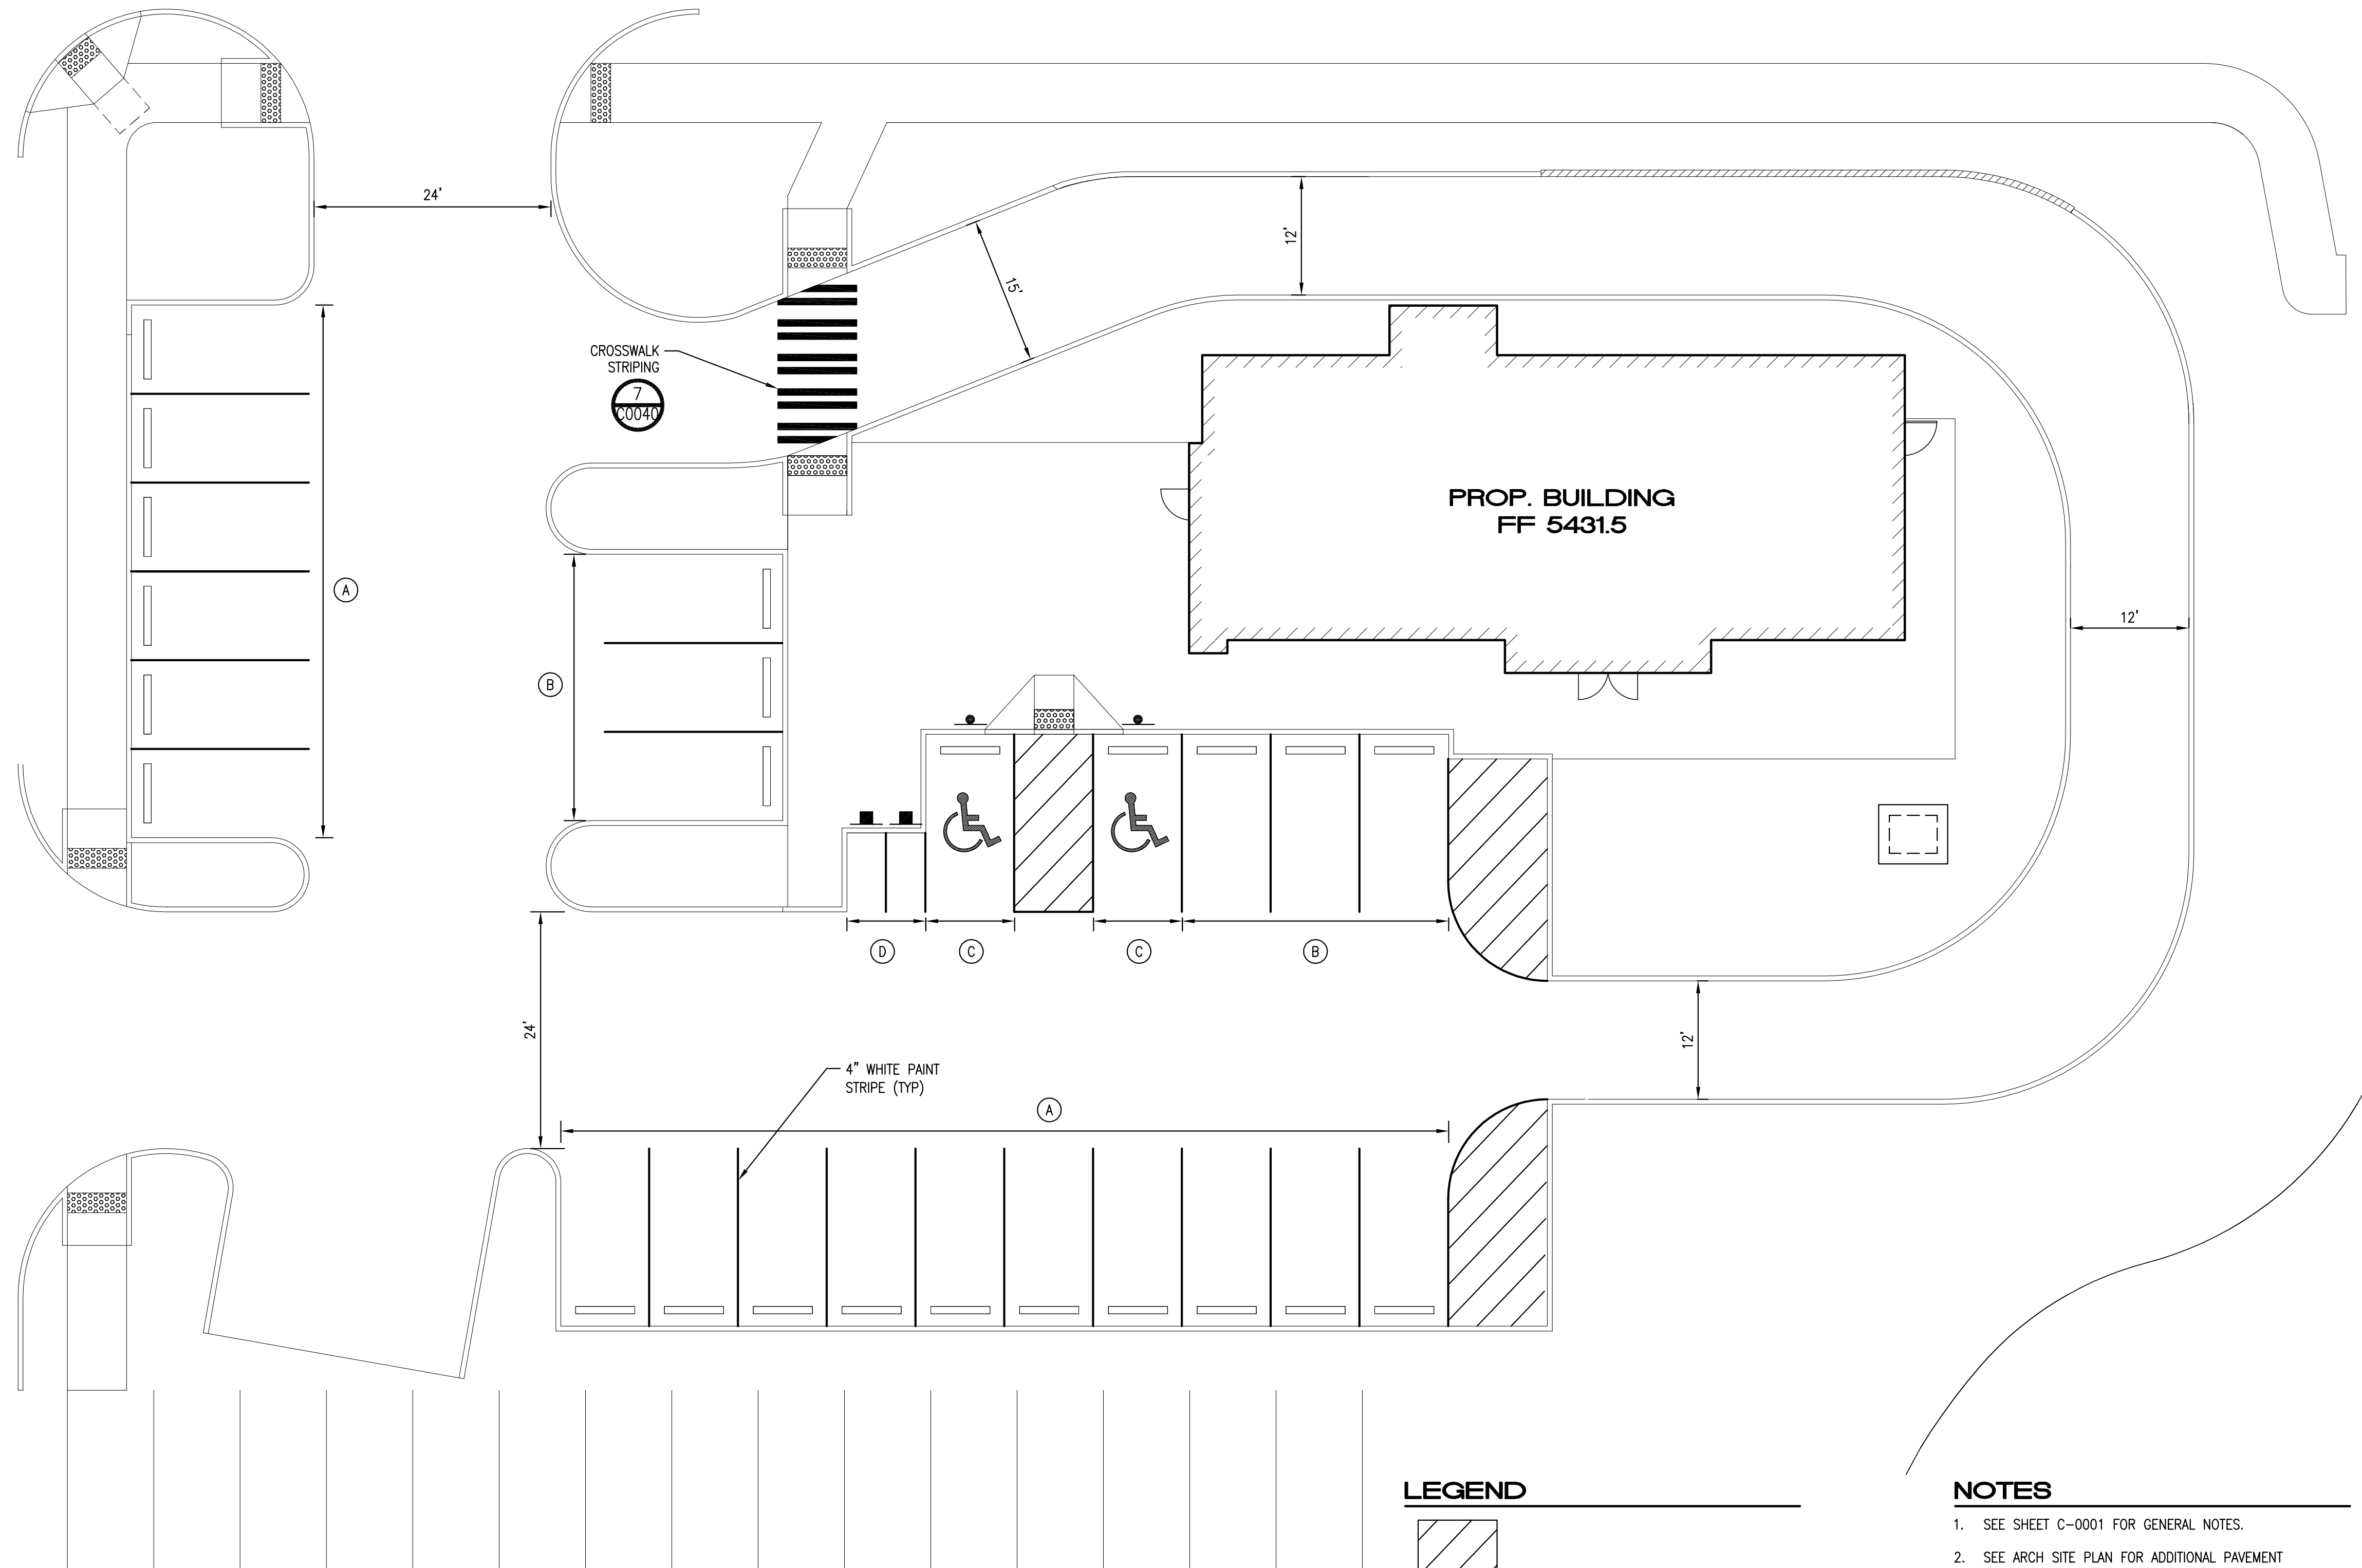 24'
12'
15'
CROSSWALK
STRIPING
7
C0040
PROP. BUILDING
FF 5431.5
A
12'
B
D
C
C
B
24'
12'
4" WHITE PAINT
STRIPE (TYP)
A
LEGEND
NOTES
1. SEE SHEET C-0001 FOR GENERAL NOTES.
2. SEE ARCH SITE PLAN FOR ADDITIONAL PAVEMENT